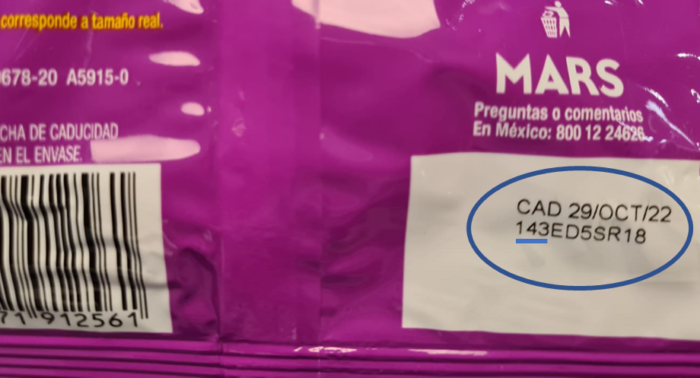 corresponde a tamaño real.
678-20 A5915-0
CHA DE CADUCIDAD
EN EL ENVASE.
71 912561
MARS
Preguntas o comentarios
En México: 800 12 24626
CAD 29/OCT/22
143ED5SR18